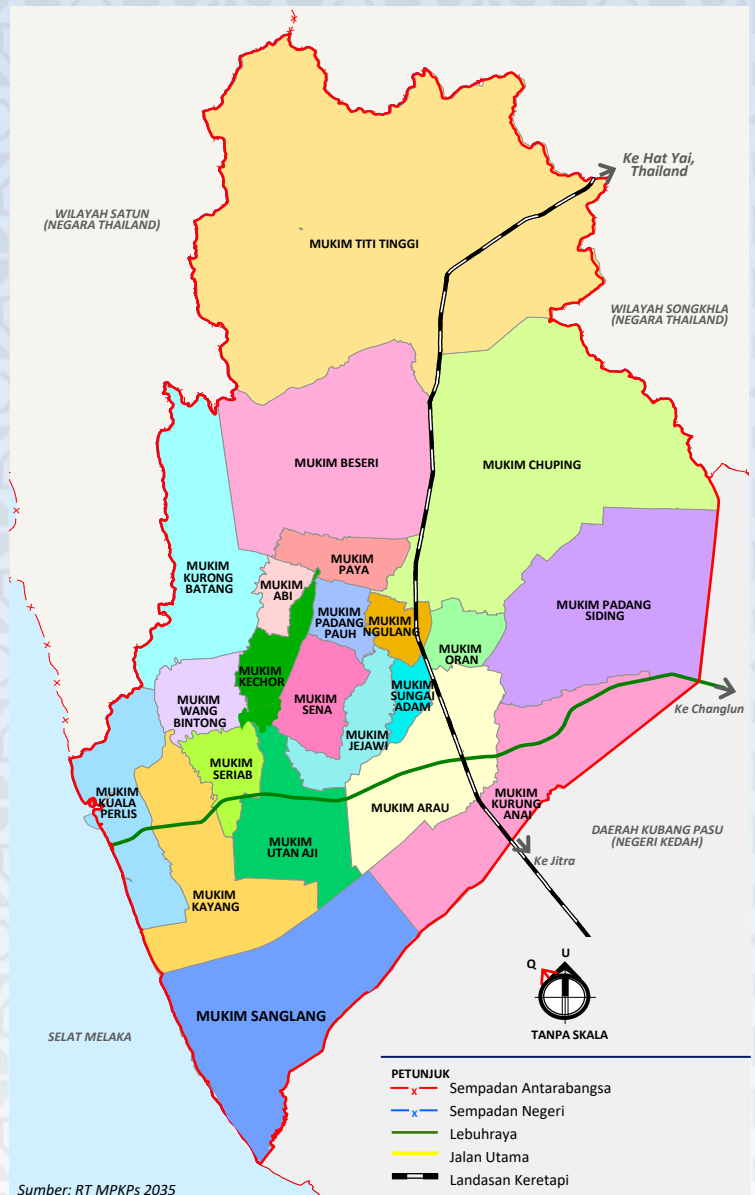 Ke Hat Yai,
Thailand
WILAYAH SATUN
(NEGARA THAILAND)
MUKIM TITI TINGGI
WILAYAH SONGKHLA
(NEGARA THAILAND)
MUKIM BESERI
MUKIM CHUPING
MUKIM
KURONG
BATANG
MUKIM
PAYA
MUKIM
ABI
MUKIM
PADANG
PAUH
MUKIM
NGULANG
MUKIM PADANG
SIDING
MUKIM
ORAN
MUKIM
KECHOR
MUKIM
SENA
MUKIM
SUNGAI
ADAM
MUKIM
WANG
BINTONG
MUKIM
JEJAWI
Ke Changlun
MUKIM
SERIAB
MUKIM
KUALA
PERLIS
MUKIM ARAU
MUKIM
KURUNG
ANAI
DAERAH KUBANG PASU
(NEGERI KEDAH)
MUKIM
UTAN AJI
Ke Jitra
MUKIM
KAYANG
MUKIM SANGLANG
U
Q
TANPA SKALA
SELAT MELAKA
PETUNJUK
x Sempadan Antarabangsa
x Sempadan Negeri
Lebuhraya
Jalan Utama
Landasan Keretapi
Sumber: RT MPKPs 2035